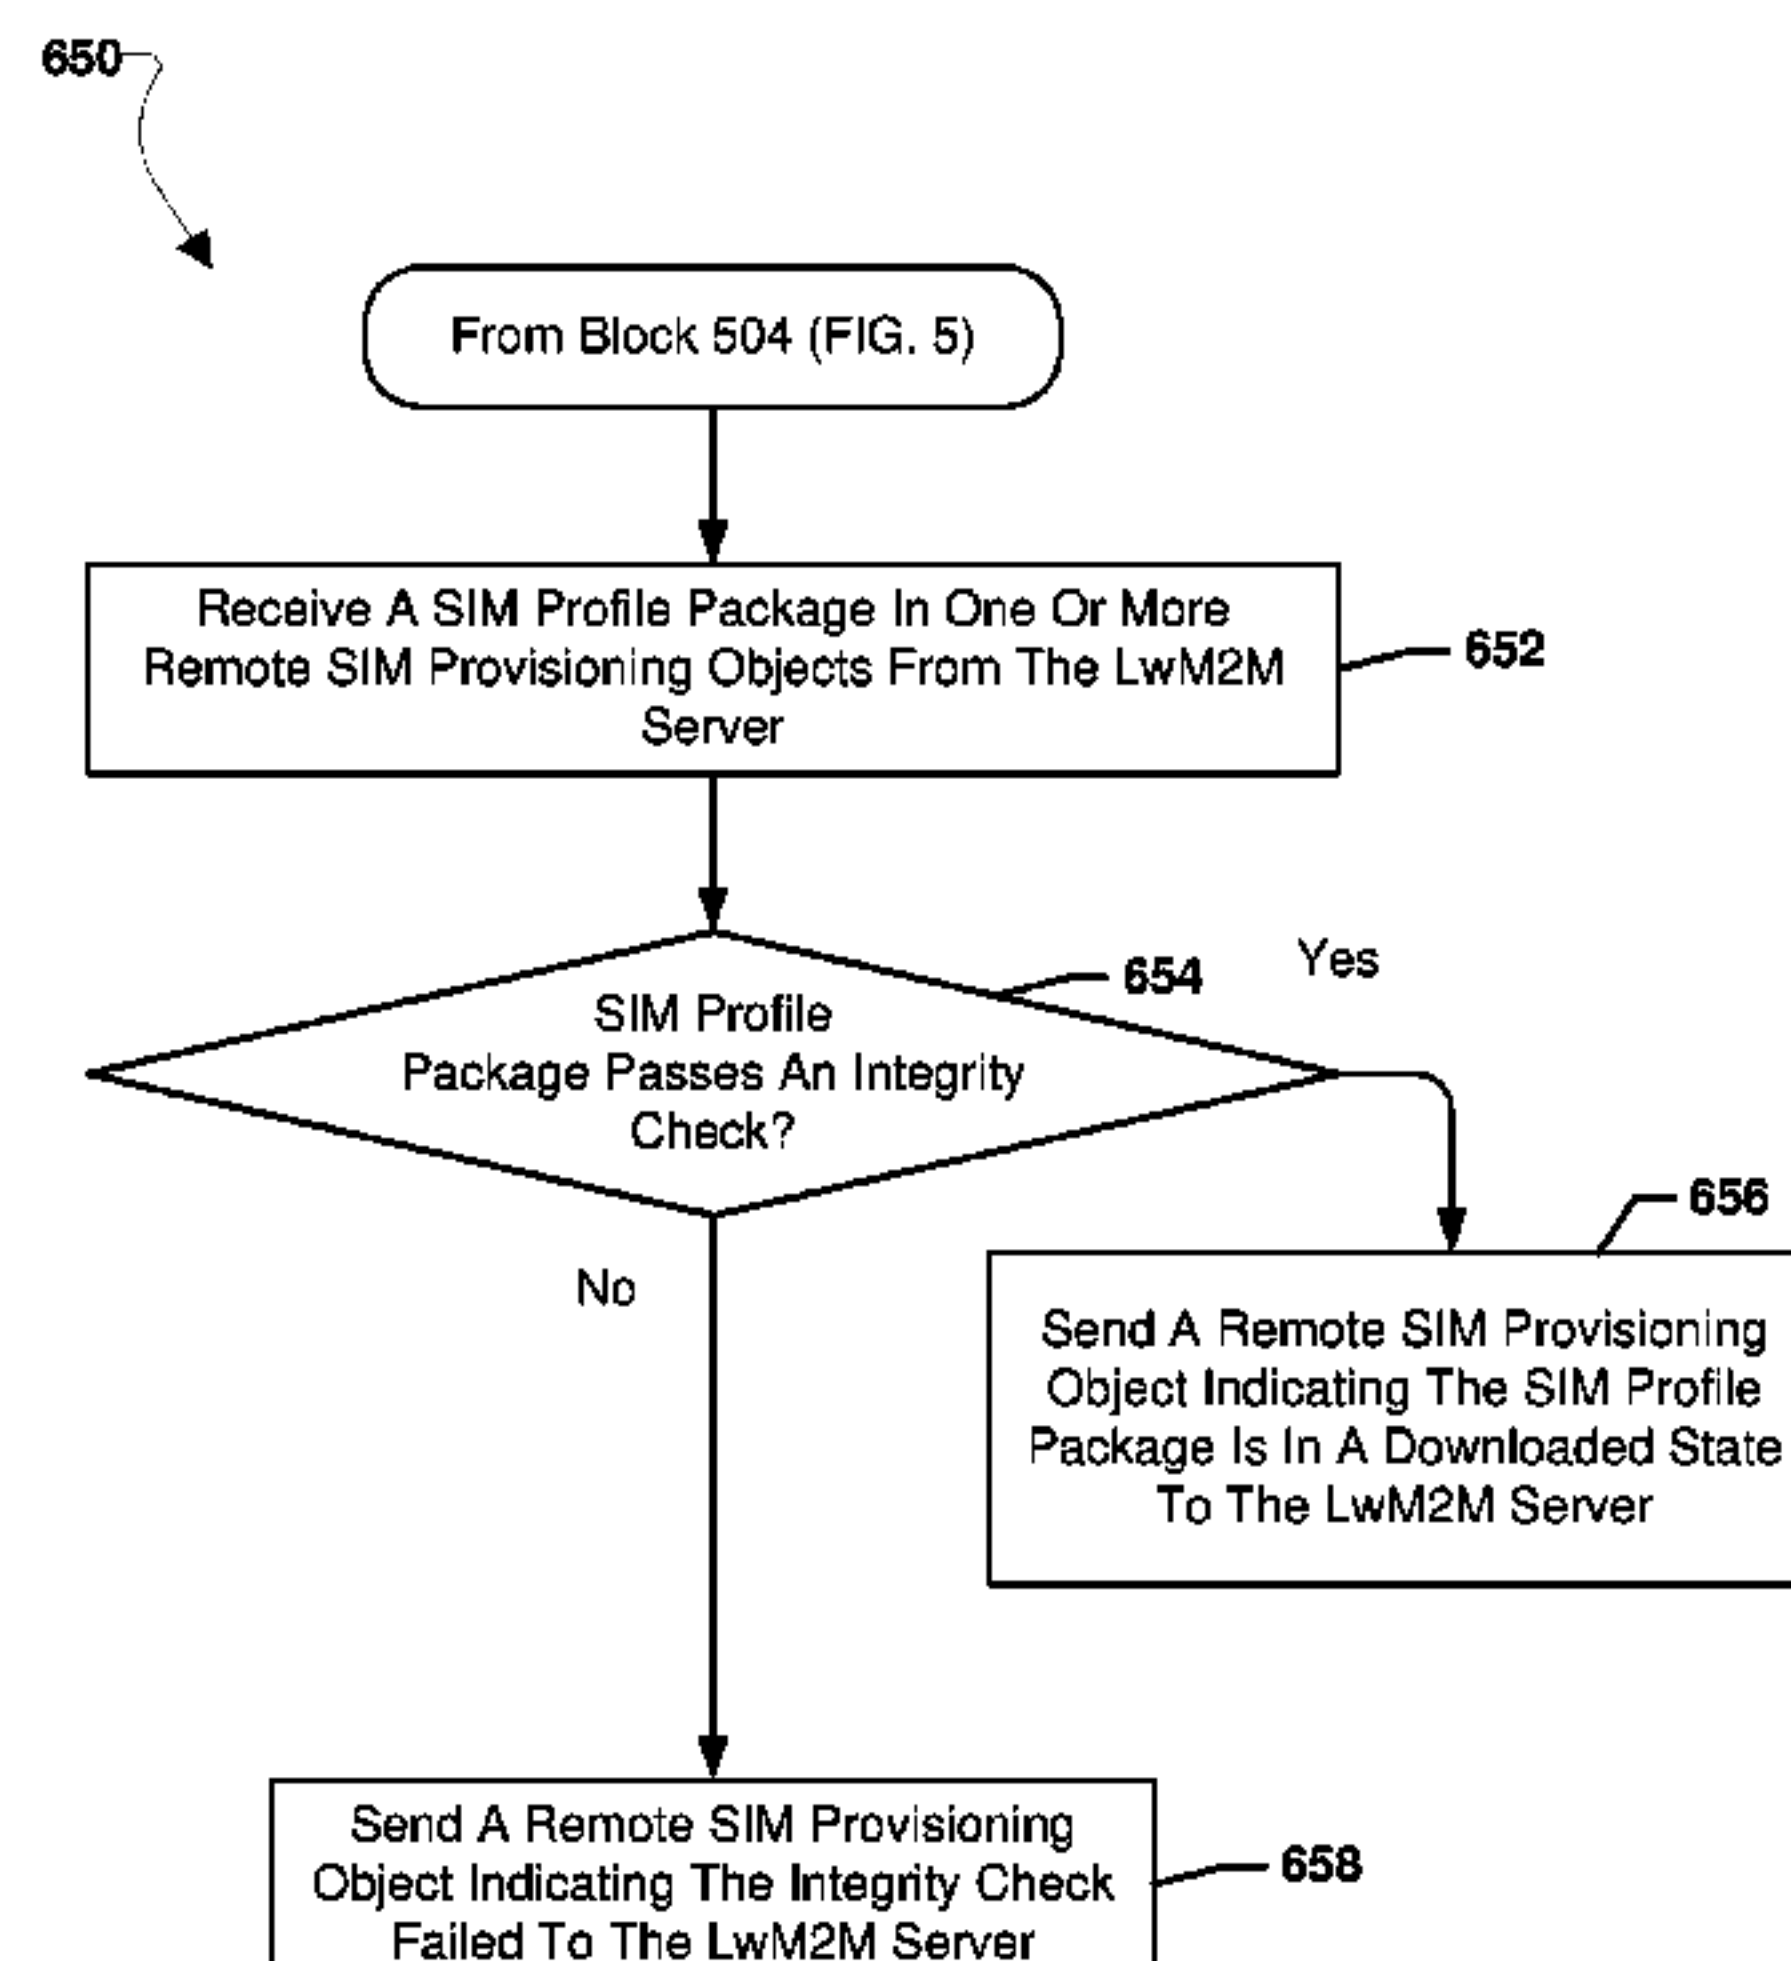 650
From Block 504 (FIG. 5)
Receive A SIM Profile Package In One Or More
Remote SIM Provisioning Objects From The LwM2M
Server
652
654
Yes
SIM Profile
Package Passes An Integrity
Check?
No
656
Send A Remote SIM Provisioning
Object Indicating The SIM Profile
Package Is In A Downloaded State
To The LwM2M Server
Send A Remote SIM Provisioning
Object Indicating The Integrity Check
Failed To The LwM2M Server
658